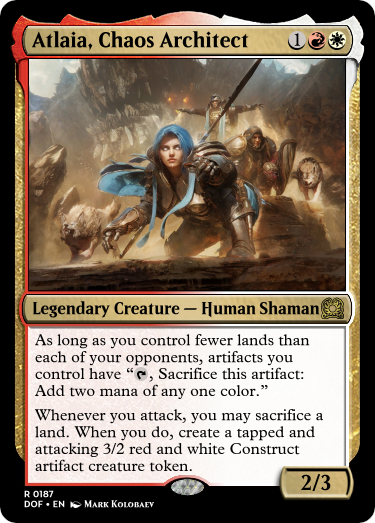 Atlaia, Chaos Architect 1
Legendary Creature — Human Shaman
As long as you control fewer lands than
each of your opponents, artifacts you
control have “, Sacrifice this artifact:
Add two mana of any one color.”
Whenever you attack, you may sacrifice a
land. When you do, create a tapped and
attacking 3/2 red and white Construct
artifact creature token.
2/3
R 0187
DOF • EN Mark Kolobaev